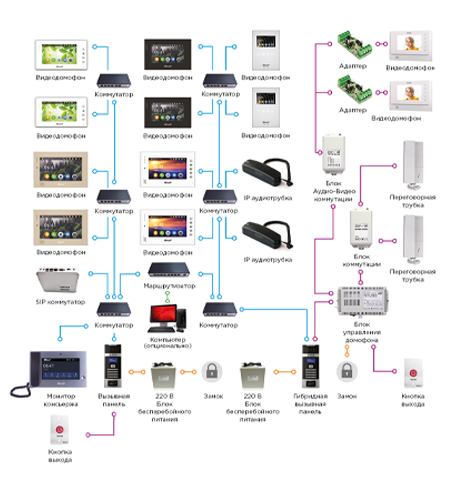 Видеодомофон
Видеодомофон
Видеодомофон
Адаптер
Видеодомофон
Коммутатор
Коммутатор
Видеодомофон
Видеодомофон
Видеодомофон
Адаптер
Видеодомофон
Видеодомофон
Видеодомофон
IP аудиотрубка
Блок
Аудио-Видео
коммутации
Переговорная
трубка
Коммутатор
Коммутатор
Видеодомофон
Видеодомофон
IP аудиотрубка
Блок
коммутации
Переговорная
трубка
SIP коммутатор
Маршрутизатор
Коммутатор
Компьютер
(опционально)
Коммутатор
Блок
управления
домофона
Монитор
консьержа
Вызывная
панель
220 В
Блок
бесперебойного
питания
Замок
220 В
Блок
бесперебойного
питания
Гибридная
вызывная
панель
Замок
Кнопка
выхода
Кнопка
выхода